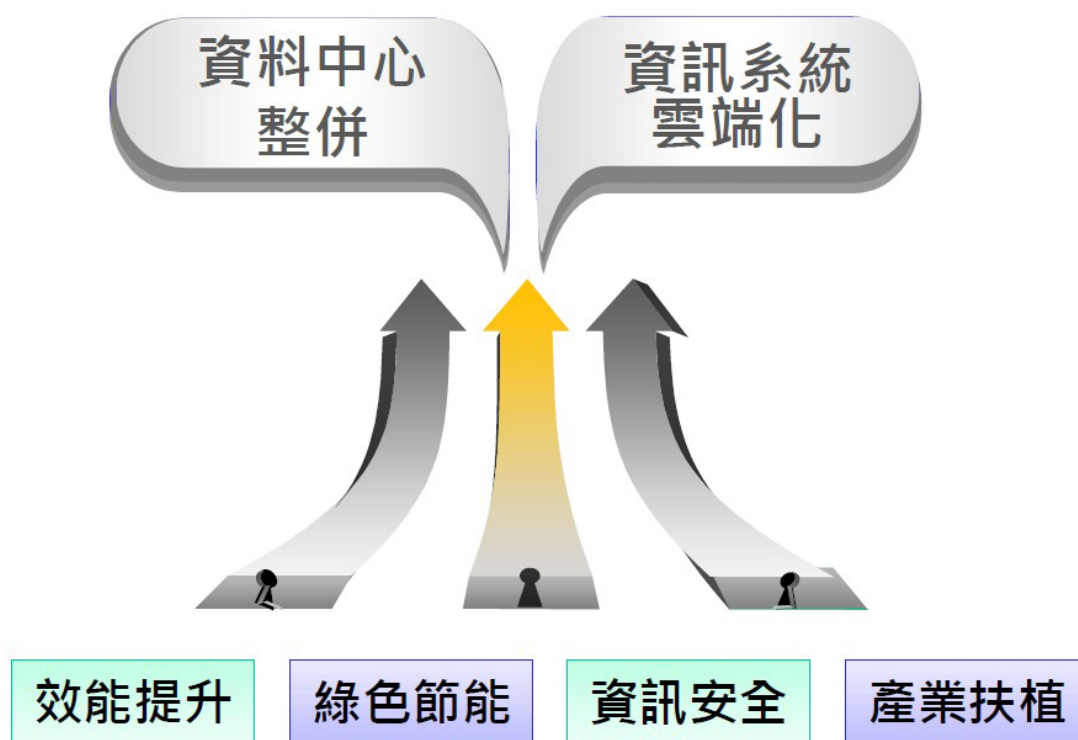 資料中心
整併
資訊系統
雲端化
效能提升
綠色節能
資訊安全
產業扶植